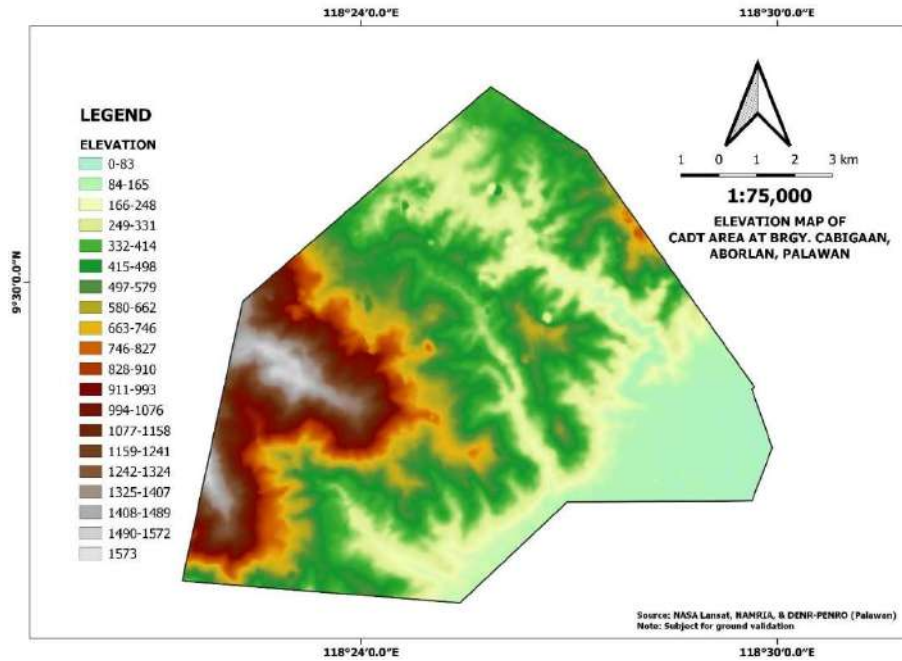 118°24'0.0"E
118°30'0.0"E
LEGEND
ELEVATION
0-83
84-165
166-248
249-331
332-414
415-498
497-579
580-662
663-746
746-827
828-910
911-993
994-1076
1077-1158
1159-1241
1242-1324
1325-1407
1408-1489
1490-1572
1573
1 0 1 2 3 km
1:75,000
ELEVATION MAP OF
CADT AREA AT BRGY. CABIGAAN,
ABORLAN, PALAWAN
9°30'0.0"N
Source: NASA Lansat, NAMRIA, & DENR-PENRO (Palawan)
Note: Subject for ground validation
118°24'0.0"E
118°30'0.0"E